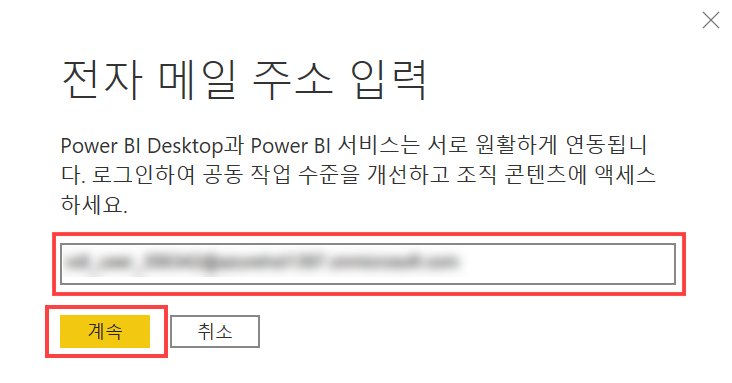 전자 메일 주소 입력
Power BI Desktop과 Power BI 서비스는 서로 원활하게 연동됩니
다. 로그인하여 공동 작업 수준을 개선하고 조직 콘텐츠에 액세스
하세요.
계속 취소